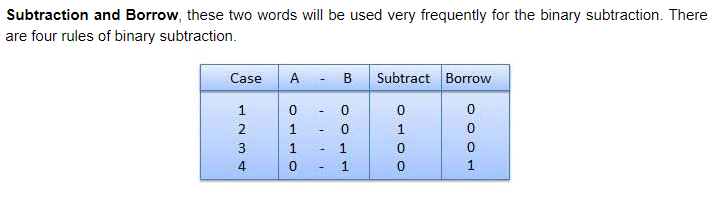 Subtraction and Borrow, these two words will be used very frequently for the binary subtraction. There
are four rules of binary subtraction.
Case A - B Subtract Borrow
1 0 - 0 0 0
2 1 - 0 1 0
3 1 - 1 0 0
4 0 - 1 0 1